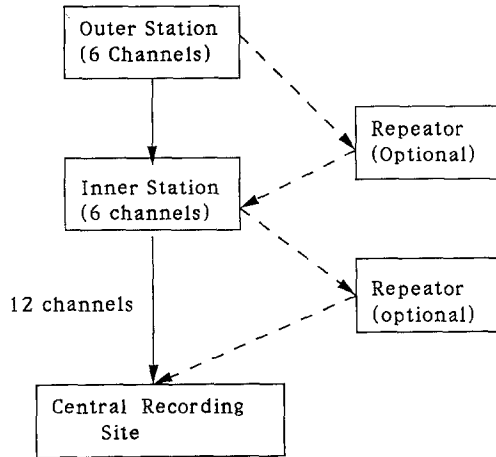 Outer Station
(6 Channels)
Repeator
(Optional)
Inner Station
(6 channels)
12 channels
Repeator
(optional)
Central Recording
Site